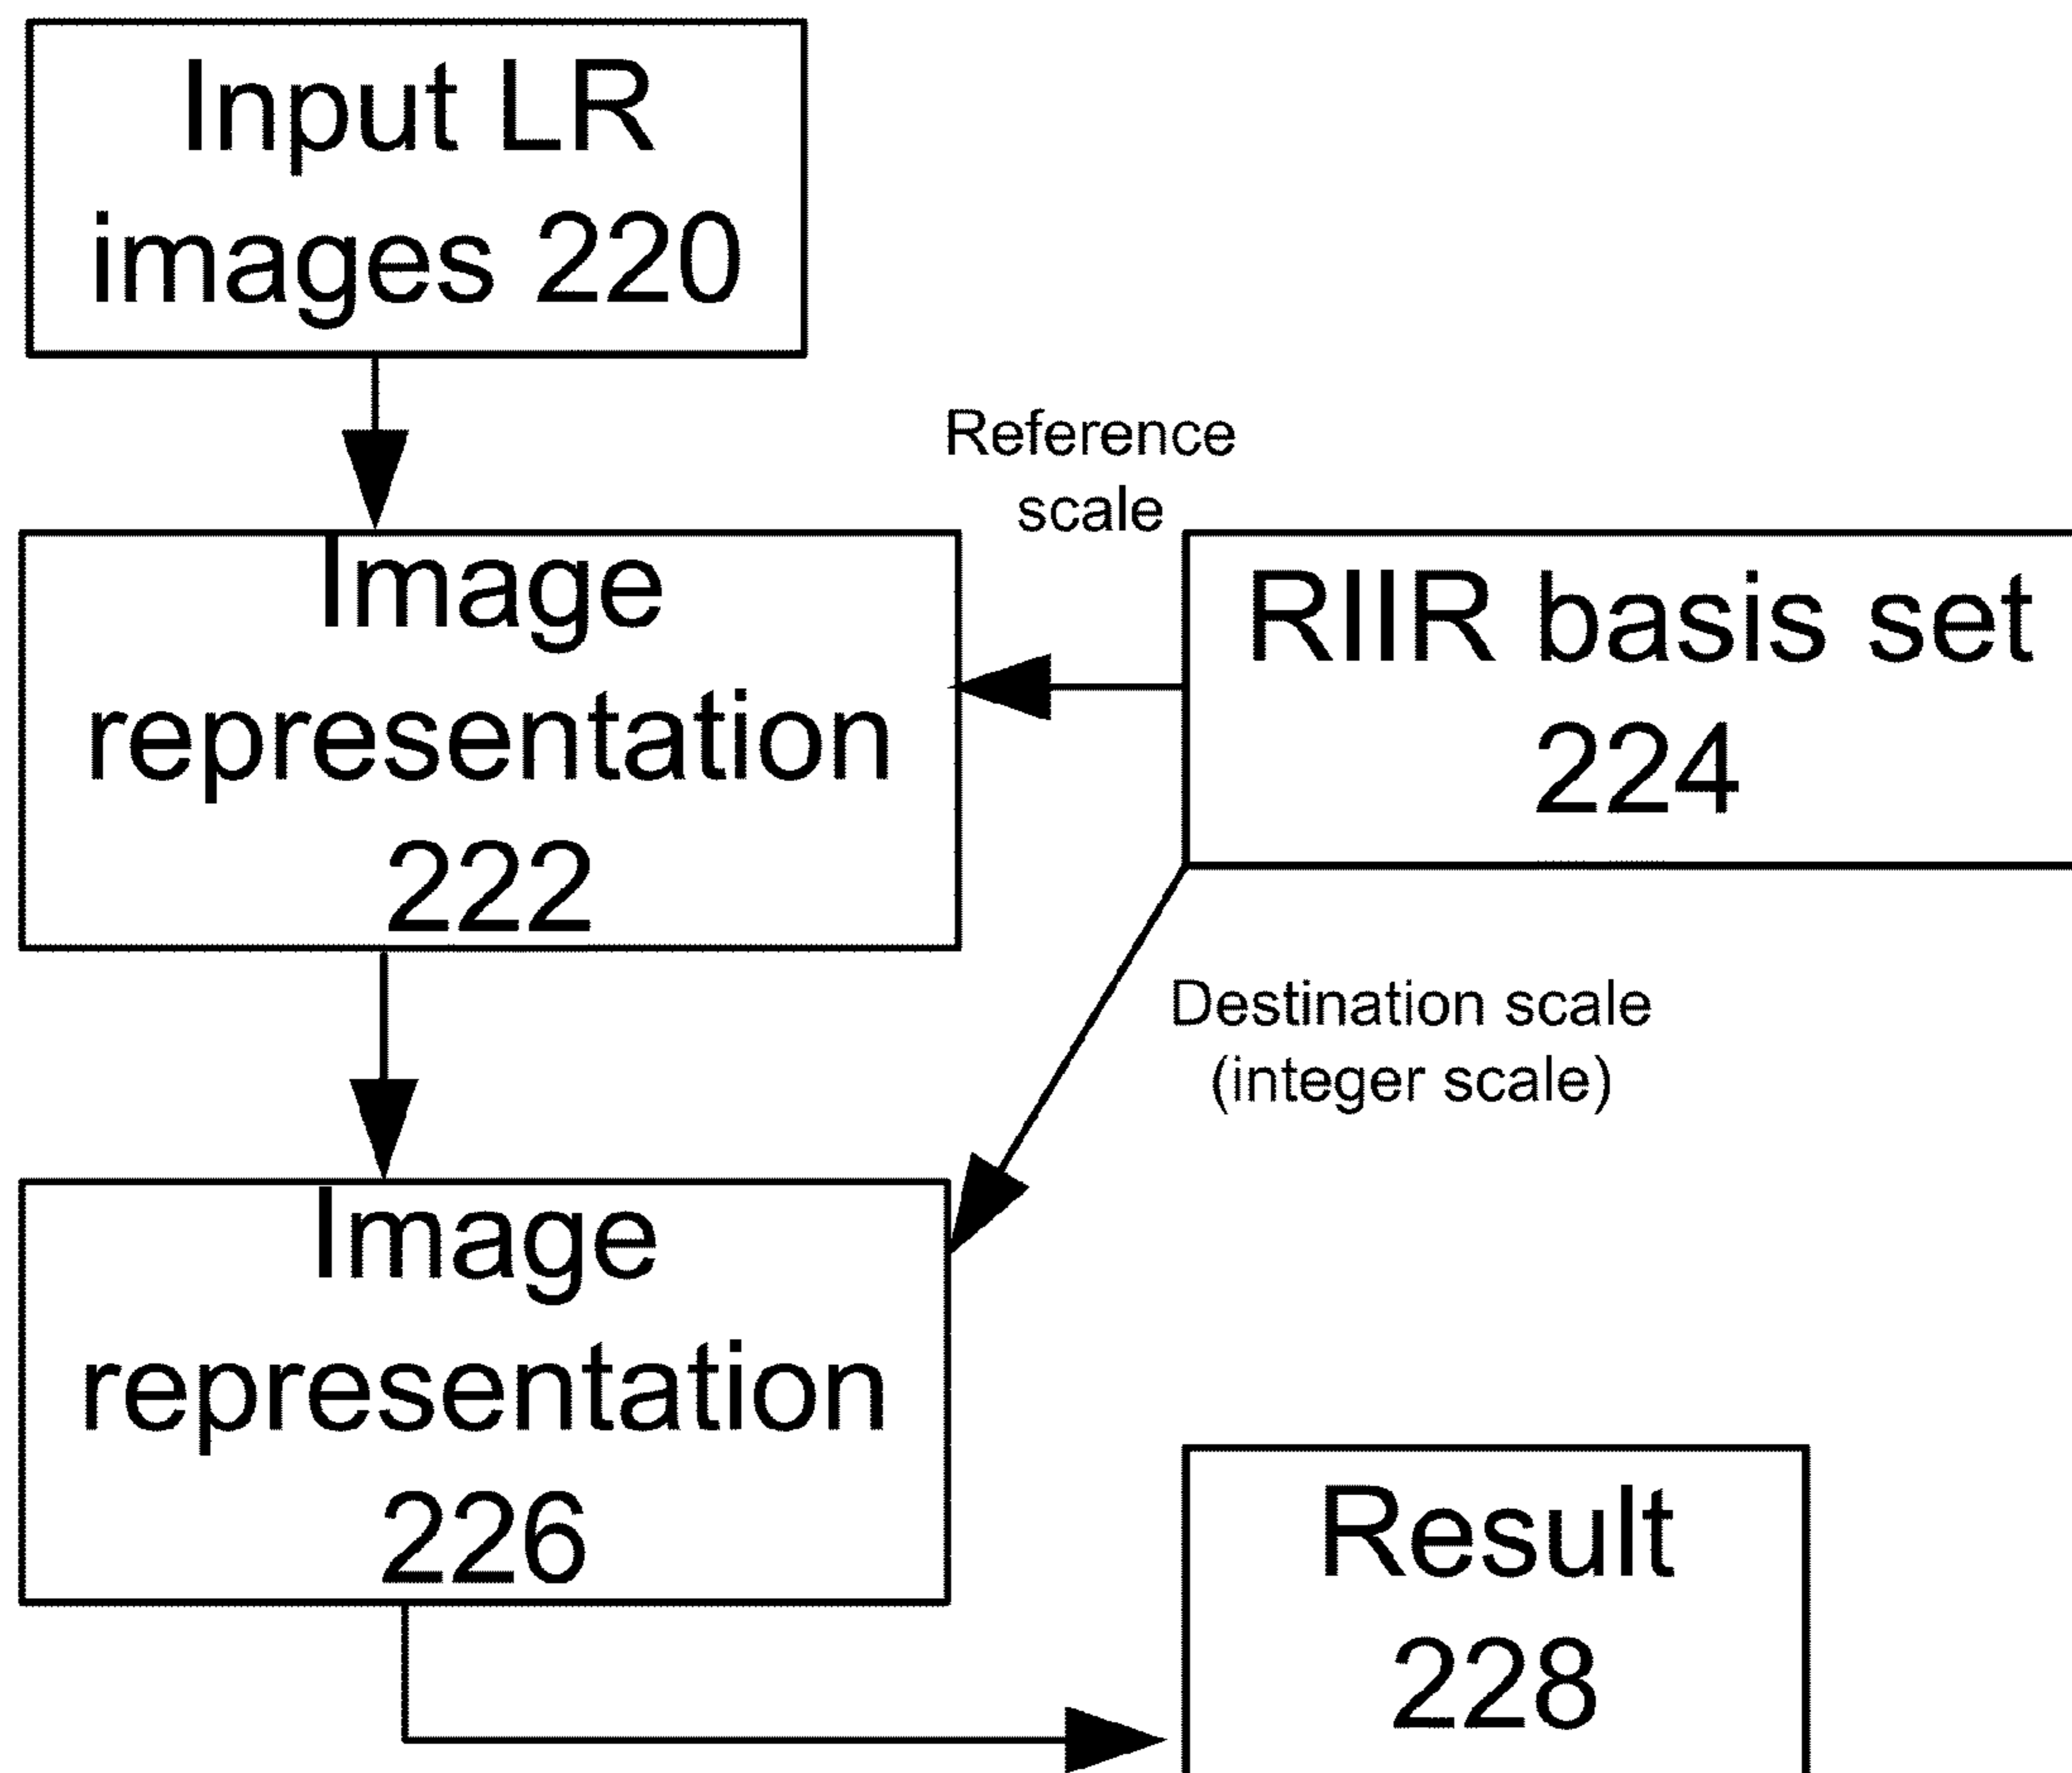 Input LR
images 220
Reference
scale
Image
representation
222
RIIR basis set
224
Destination scale
(integer scale)
Image
representation
226
Result
228